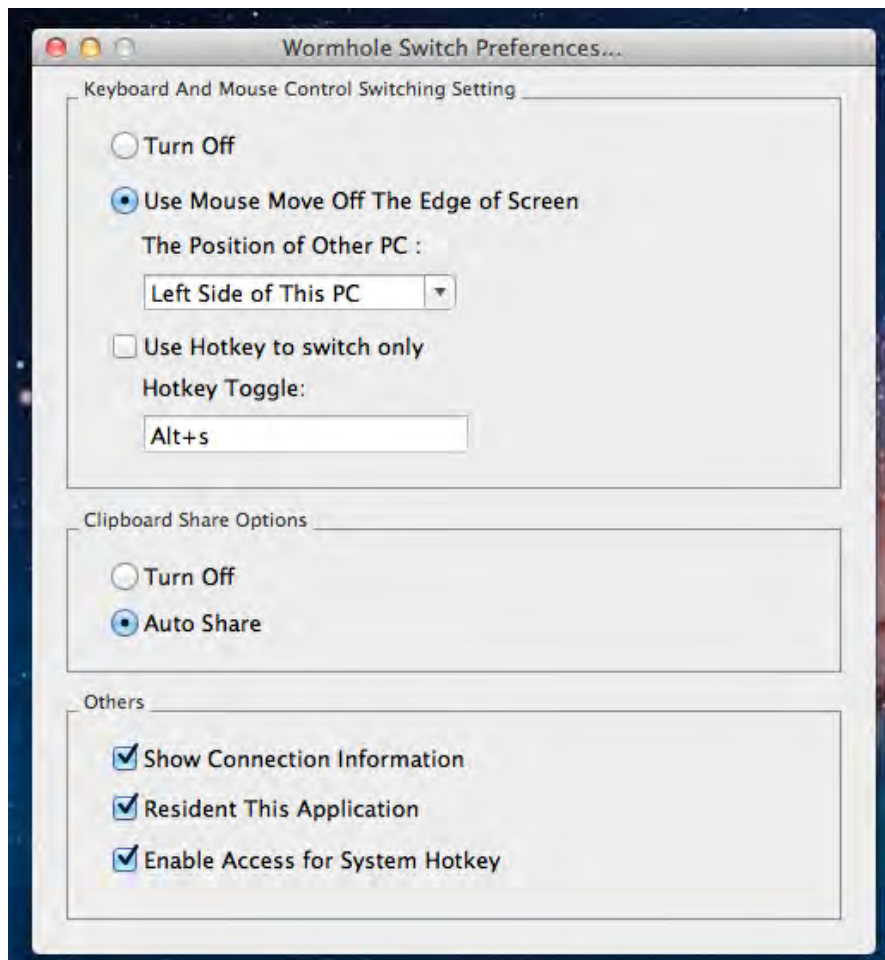 Wormhole Switch Preferences...
Keyboard And Mouse Control Switching Setting
Turn Off
Use Mouse Move Off The Edge of Screen
The Position of Other PC :
Left Side of This PC
Use Hotkey to switch only
Hotkey Toggle:
Alt+s
Clipboard Share Options
Turn Off
Auto Share
Others
Show Connection Information
Resident This Application
Enable Access for System Hotkey